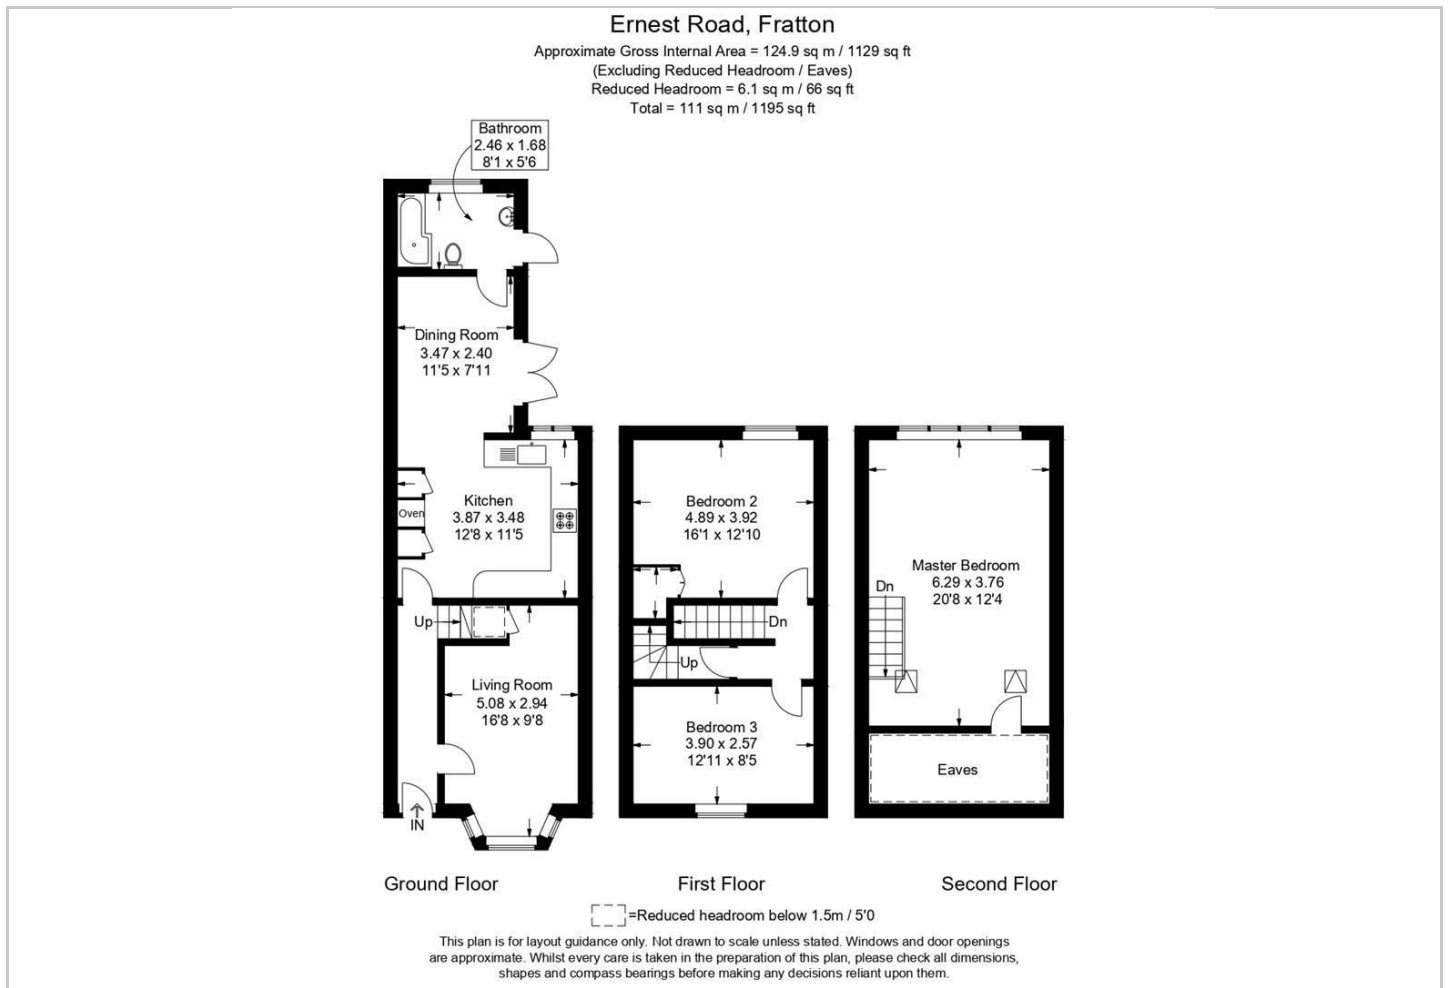 Ernest Road, Fratton
Approximate Gross Internal Area = 124.9 sq m / 1129 sq ft
(Excluding Reduced Headroom / Eaves)
Reduced Headroom = 6.1 sq m / 66 sq ft
Total = 111 sq m / 1195 sq ft
Bathroom
2.46 x 1.68
8'1 x 5'6
Dining Room
3.47 x 2.40
11'5 x 7'11
Kitchen
3.87 x 3.48
12'8 x 11'5
Oven
Up
Living Room
5.08 x 2.94
16'8 x 9'8
IN
Ground Floor
Bedroom 2
4.89 x 3.92
16'1 x 12'10
Dn
Up
Bedroom 3
3.90 x 2.57
12'11 x 8'5
First Floor
Master Bedroom
6.29 x 3.76
20'8 x 12'4
Dn
Eaves
Second Floor
=Reduced headroom below 1.5m / 5'0
This plan is for layout guidance only. Not drawn to scale unless stated. Windows and door openings
are approximate. Whilst every care is taken in the preparation of this plan, please check all dimensions,
shapes and compass bearings before making any decisions reliant upon them.